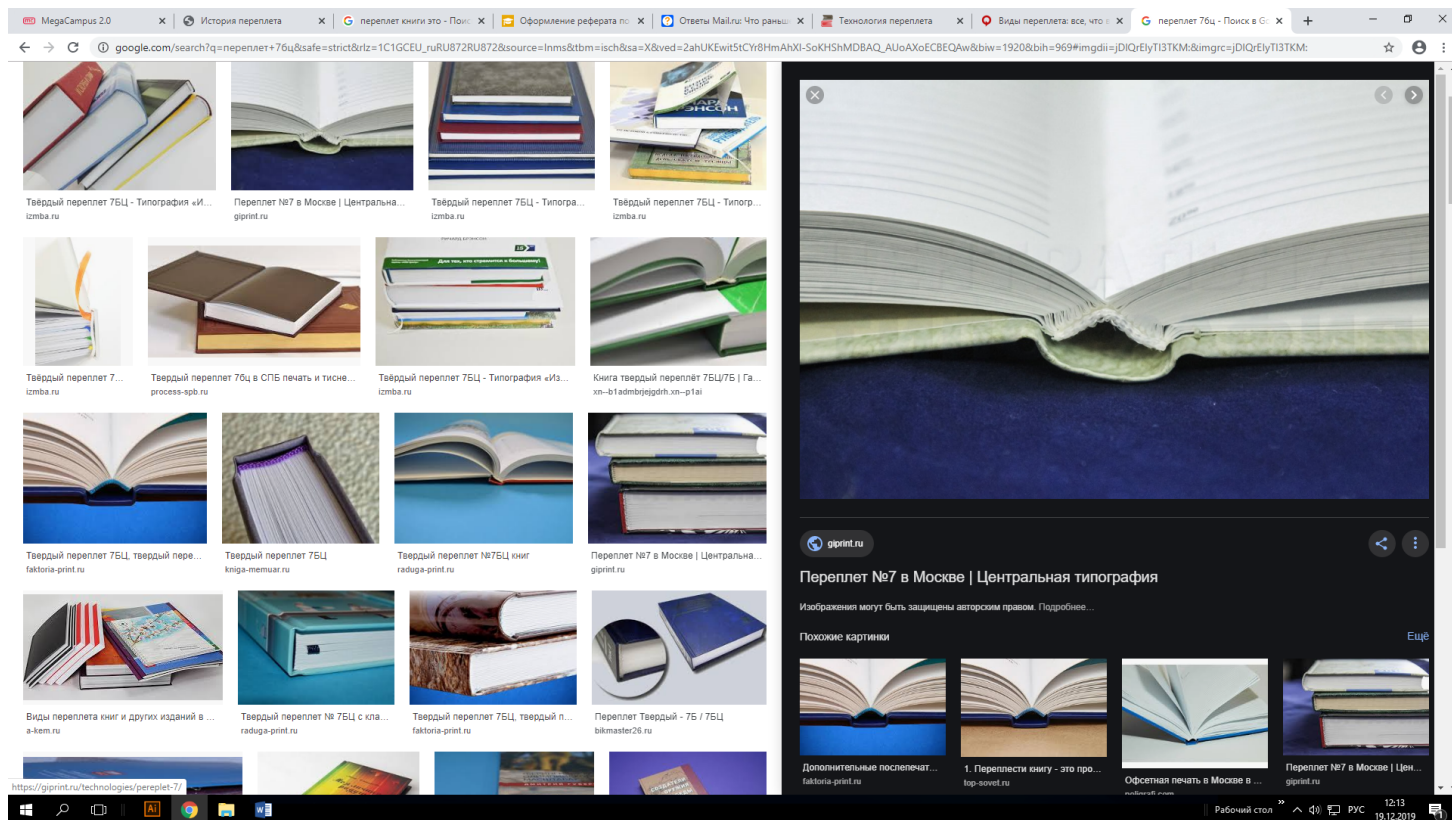 MegaCampus 2.0
История переплета
переплет книги это - Поис
Оформление реферата по
Ответы Mail.ru: Что раньш
Технология переплета
Виды переплета: все, что в
переплет 7бц - Поиск в Go
google.com/search?q=переплет+7бц&safe=strict&rlz=1C1GCEU_ruRU872RU872&source=lnms&tbm=isch&sa=X&ved=2ahUKEwit5tCYr8HmAhXI-SoKHShMDBAQ_AUoAXoECBEQAw&biw=1920&bih=969#imgdii=jDIQrEIyTI3TKM:&imgrc=jDIQrEIyTI3TKM:
Твёрдый переплет 7БЦ - Типография «И...
izmba.ru
Переплет №7 в Москве | Центральна...
giprint.ru
Твёрдый переплет 7БЦ - Типогра...
izmba.ru
Твёрдый переплет 7БЦ - Типогр...
izmba.ru
Для тех, кто стремится к большему!
Твёрдый переплет 7...
izmba.ru
Твердый переплет 7бц в СПБ печать и тисне...
process-spb.ru
Твёрдый переплет 7БЦ - Типография «Из...
izmba.ru
Книга твердый переплёт 7БЦ/7Б | Га...
xn--b1admbrjejgdrh.xn--p1ai
Твердый переплет 7БЦ, твердый пере...
faktoria-print.ru
Твердый переплет 7БЦ
kniga-memuar.ru
Твердый переплет №7БЦ книг
raduga-print.ru
Переплет №7 в Москве | Центральна...
giprint.ru
Виды переплета книг и других изданий в ...
a-kem.ru
Твердый переплет № 7БЦ с кла...
raduga-print.ru
Твердый переплет 7БЦ, твердый п...
faktoria-print.ru
Переплет Твердый - 7Б / 7БЦ
bikmaster26.ru
https://giprint.ru/technologies/pereplet-7/
giprint.ru
Переплет №7 в Москве | Центральная типография
Изображения могут быть защищены авторским правом. Подробнее...
Похожие картинки
Ещё
Дополнительные послепечат...
faktoria-print.ru
1. Переплести книгу - это про...
top-sovet.ru
Офсетная печать в Москве в ...
poligrafi.com
Переплет №7 в Москве | Цен...
giprint.ru
Ai
Рабочий стол
РУС
12:13
19.12.2019